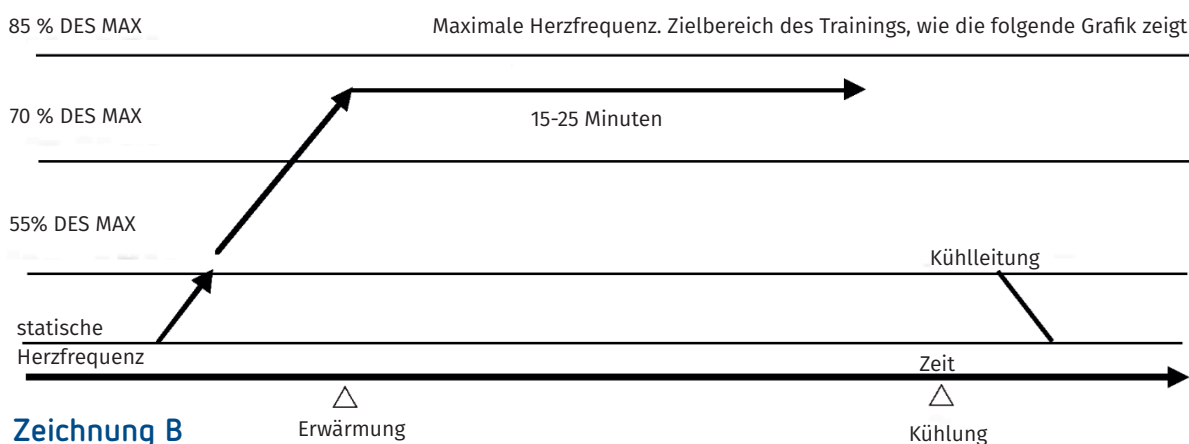 85 % DES MAX
Maximale Herzfrequenz. Zielbereich des Trainings, wie die folgende Grafik zeigt
70 % DES MAX
15-25 Minuten
55% DES MAX
Kühlleitung
statische
Herzfrequenz
Zeit
Zeichnung B
Erwärmung
Kühlung